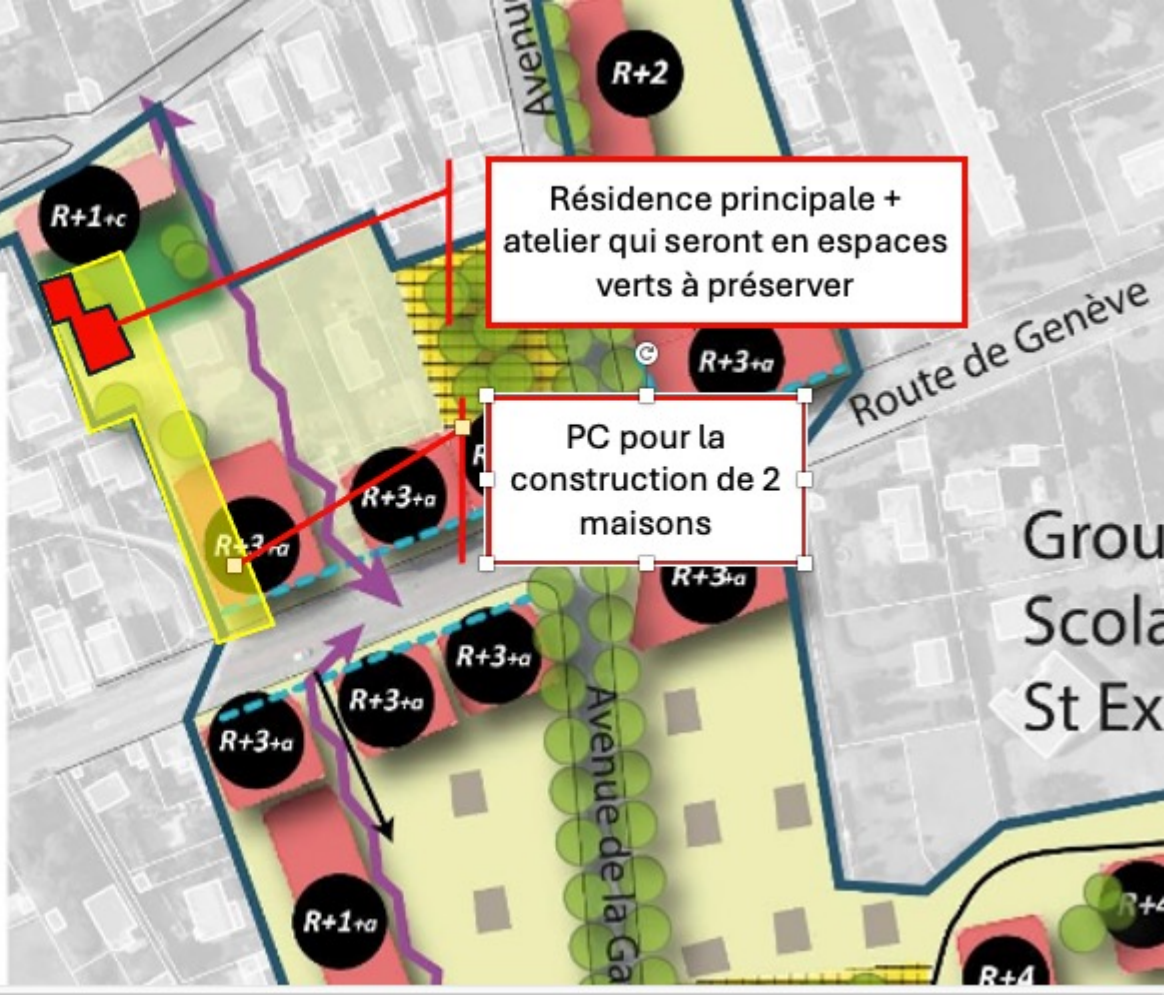 Avenu
R+2
R+1+c
Résidence principale +
atelier qui seront en espaces
verts à préserver
R+3+a
Route de Genève
PC pour la
construction de 2
maisons
R+3+a
R+3+a
R+3+a
R+3+a
R+3+a
R+3+a
Grou
Scola
St Ex
Avenue de la Ga
R+1+a
R+4
R+4